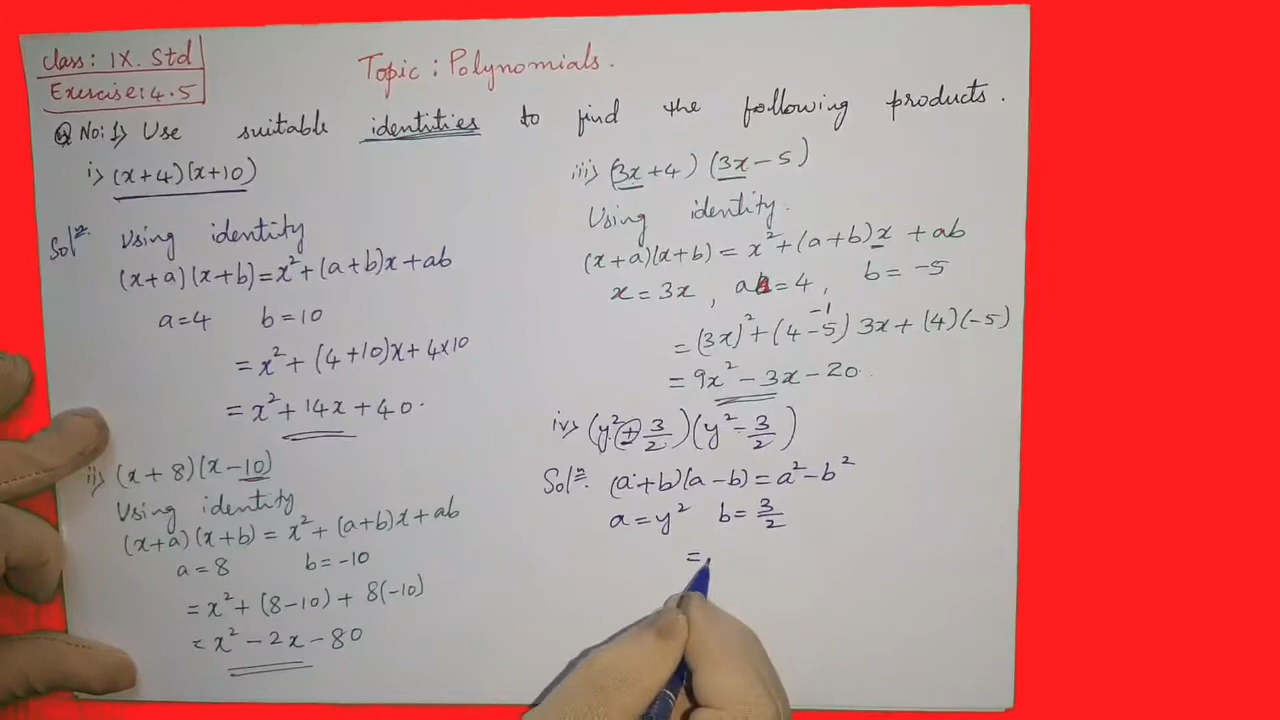 Class: IX. Std
Exercise: 4.5
Topic: Polynomials.
Q No: 1) Use suitable identities to find the following products.
i) (x+4)(x+10)
Solⁿ. Using identity
(x+a)(x+b)=x²+(a+b)x+ab
a=4 b=10
=x²+(4+10)x+4×10
=x²+14x+40.
ii) (x+8)(x-10)
Using identity
(x+a)(x+b)=x²+(a+b)x+ab
a=8 b=-10
=x²+(8-10)+8(-10)
=x²-2x-80
iii) (3x+4)(3x-5)
Using identity.
(x+a)(x+b)=x²+(a+b)x+ab
x=3x, a=4, b=-5
-1
=(3x)²+(4-5)3x+(4)(-5)
=9x²-3x-20.
iv) (y²+3/2)(y²-3/2)
Solⁿ. (a+b)(a-b)=a²-b²
a=y² b=3/2
=